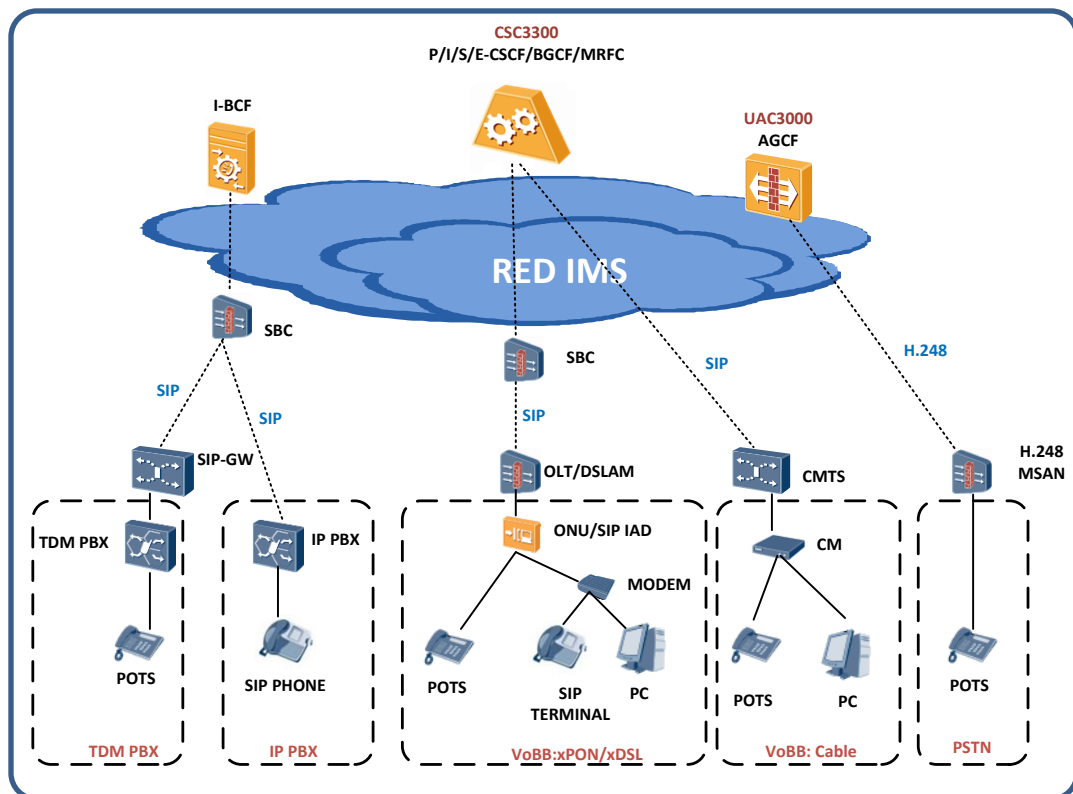 CSC3300
P/I/S/E-CSCF/BGCF/MRFC
I-BCF
UAC3000
AGCF
RED IMS
SBC
SBC
H.248
SIP
SIP
SIP
SIP
SIP-GW
OLT/DSLAM
CMTS
H.248
MSAN
TDM PBX
IP PBX
ONU/SIP IAD
CM
MODEM
POTS
SIP PHONE
POTS
SIP
TERMINAL
PC
POTS
PC
POTS
TDM PBX
IP PBX
VoBB:xPON/xDSL
VoBB: Cable
PSTN